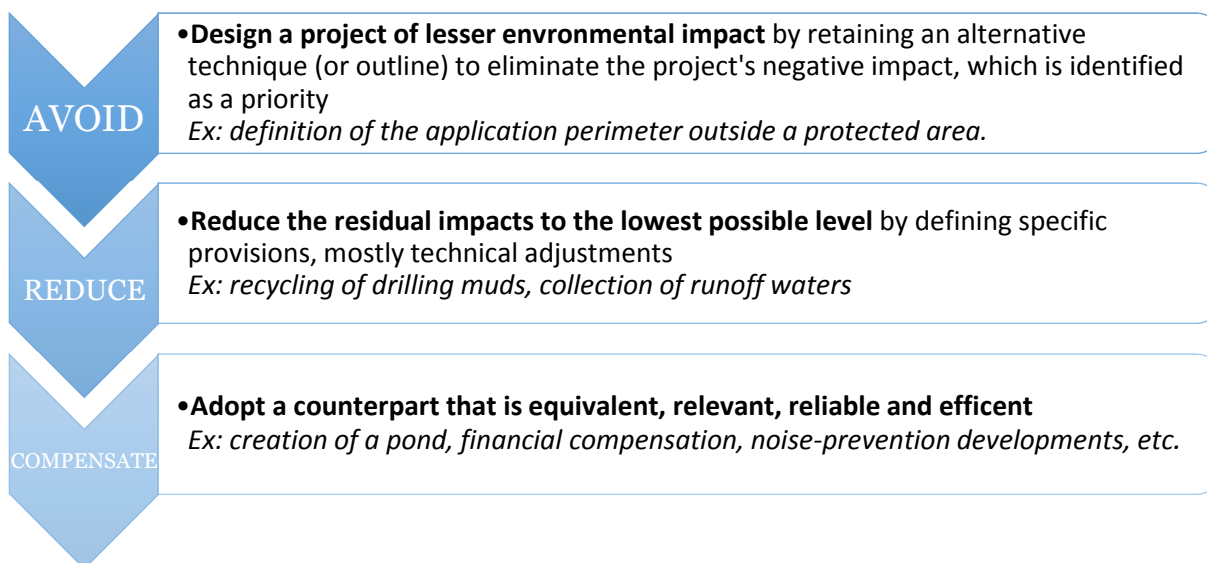 AVOID
•Design a project of lesser envronmental impact by retaining an alternative
technique (or outline) to eliminate the project's negative impact, which is identified
as a priority
Ex: definition of the application perimeter outside a protected area.
REDUCE
•Reduce the residual impacts to the lowest possible level by defining specific
provisions, mostly technical adjustments
Ex: recycling of drilling muds, collection of runoff waters
COMPENSATE
•Adopt a counterpart that is equivalent, relevant, reliable and efficent
Ex: creation of a pond, financial compensation, noise-prevention developments, etc.